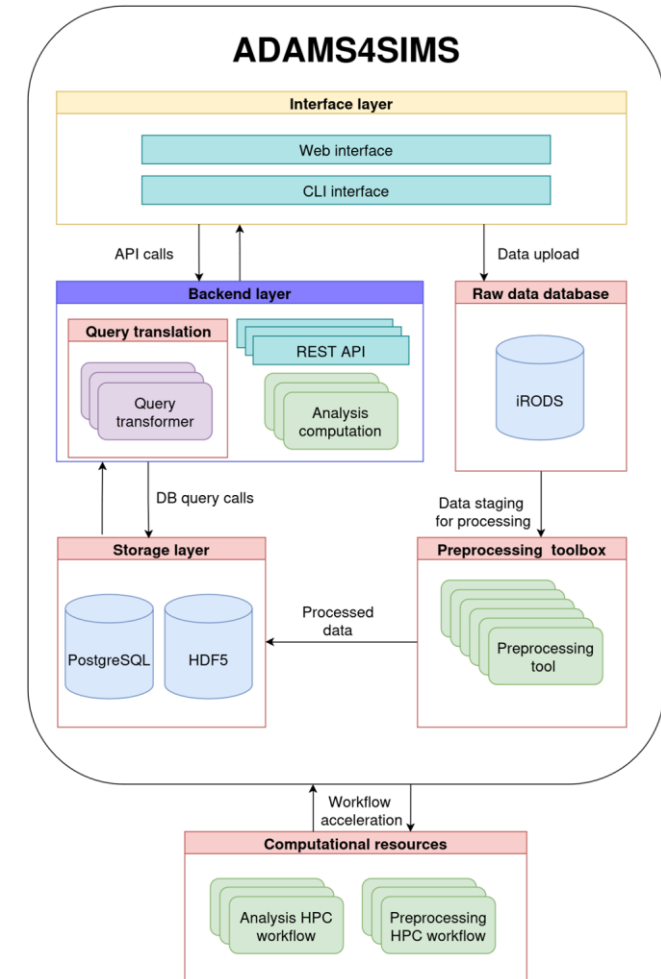 ADAMS4SIMS
Interface layer
Web interface
CLI interface
API calls
Data upload
Backend layer
Raw data database
Query translation
REST API
Query
transformer
Analysis
computation
iRODS
DB query calls
Data staging
for processing
Storage layer
Preprocessing toolbox
PostgreSQL
HDF5
Processed
data
Preprocessing
tool
Workflow
acceleration
Computational resources
Analysis HPC
workflow
Preprocessing
HPC workflow